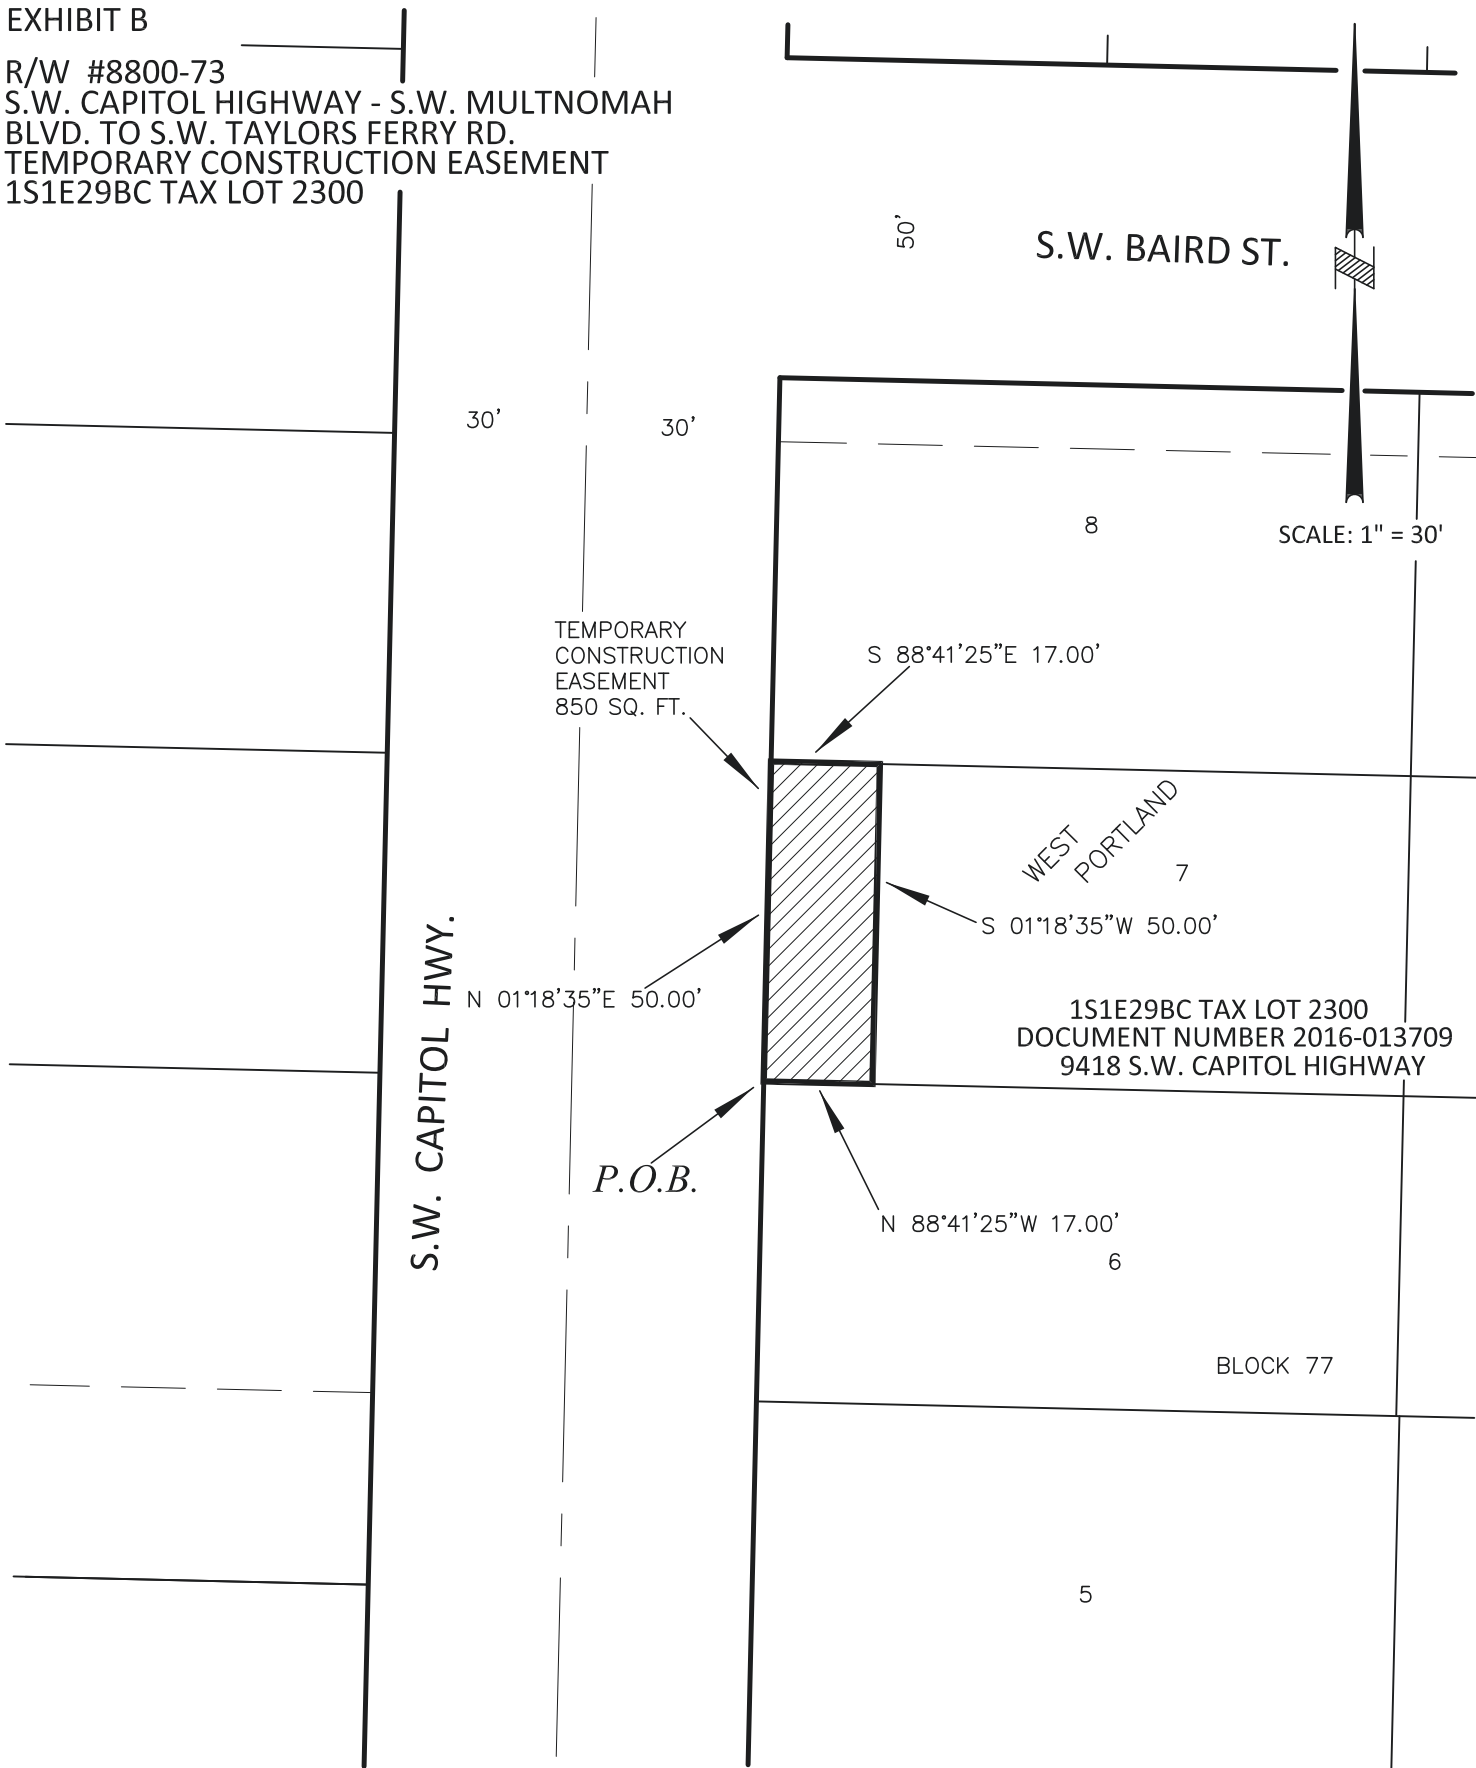 EXHIBIT B
R/W #8800-73
S.W. CAPITOL HIGHWAY - S.W. MULTNOMAH
BLVD. TO S.W. TAYLORS FERRY RD.
TEMPORARY CONSTRUCTION EASEMENT
1S1E29BC TAX LOT 2300
50'
S.W. BAIRD ST.
30'
30'
8
SCALE: 1" = 30'
TEMPORARY
CONSTRUCTION
EASEMENT
850 SQ. FT.
S 88°41'25"E 17.00'
WEST
PORTLAND
7
S 01°18'35"W 50.00'
S.W. CAPITOL HWY.
N 01°18'35"E 50.00'
1S1E29BC TAX LOT 2300
DOCUMENT NUMBER 2016-013709
9418 S.W. CAPITOL HIGHWAY
P.O.B.
N 88°41'25"W 17.00'
6
BLOCK 77
5